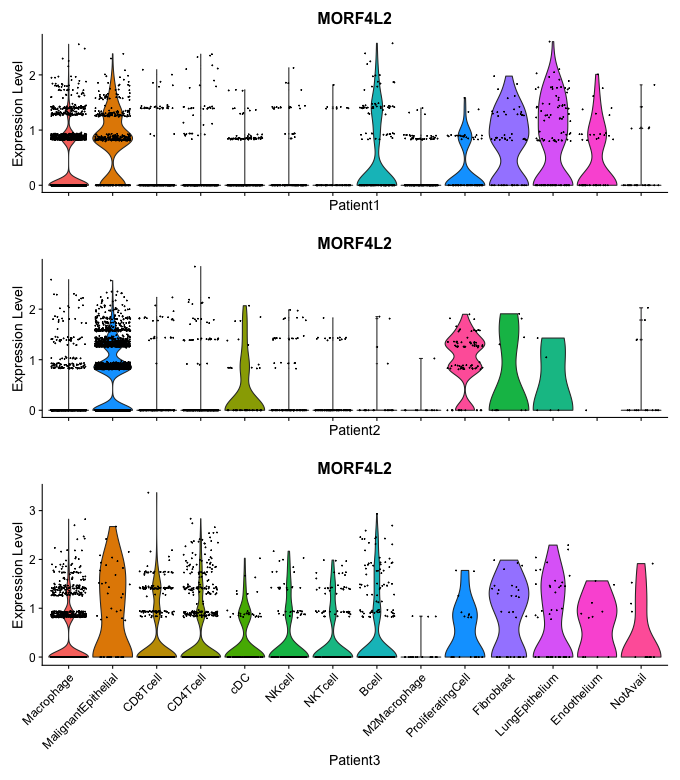 MORF4L2
Expression Level
2
1
0
Patient1
MORF4L2
Expression Level
2
1
0
Patient2
MORF4L2
Expression Level
3
2
1
0
Macrophage
MalignantEpithelial
CD8Tcell
CD4Tcell
cDC
NKcell
NKTcell
Bcell
M2Macrophage
ProliferatingCell
Fibroblast
LungEpithelium
Endothelium
NotAvail
Patient3